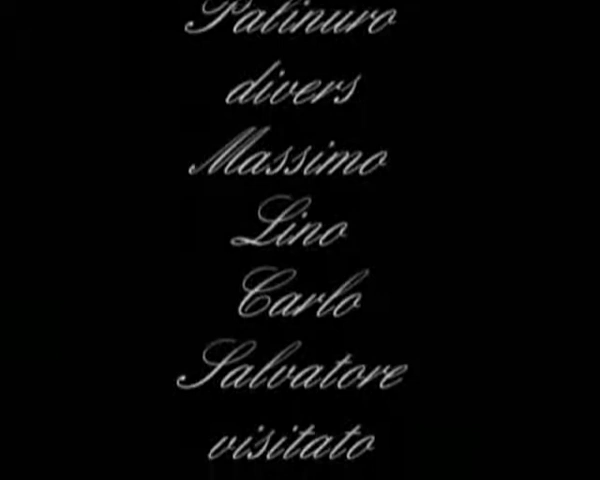 Palinuro
divers
Massimo
Lino
Carlo
Salvatore
visitato